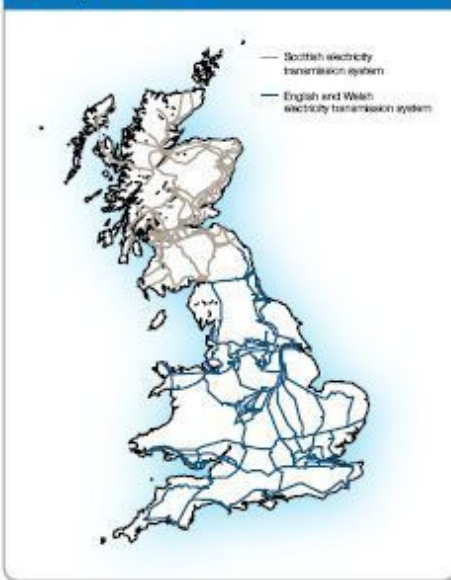 Scottish electricity
transmission system
English and Welsh
electricity transmission system